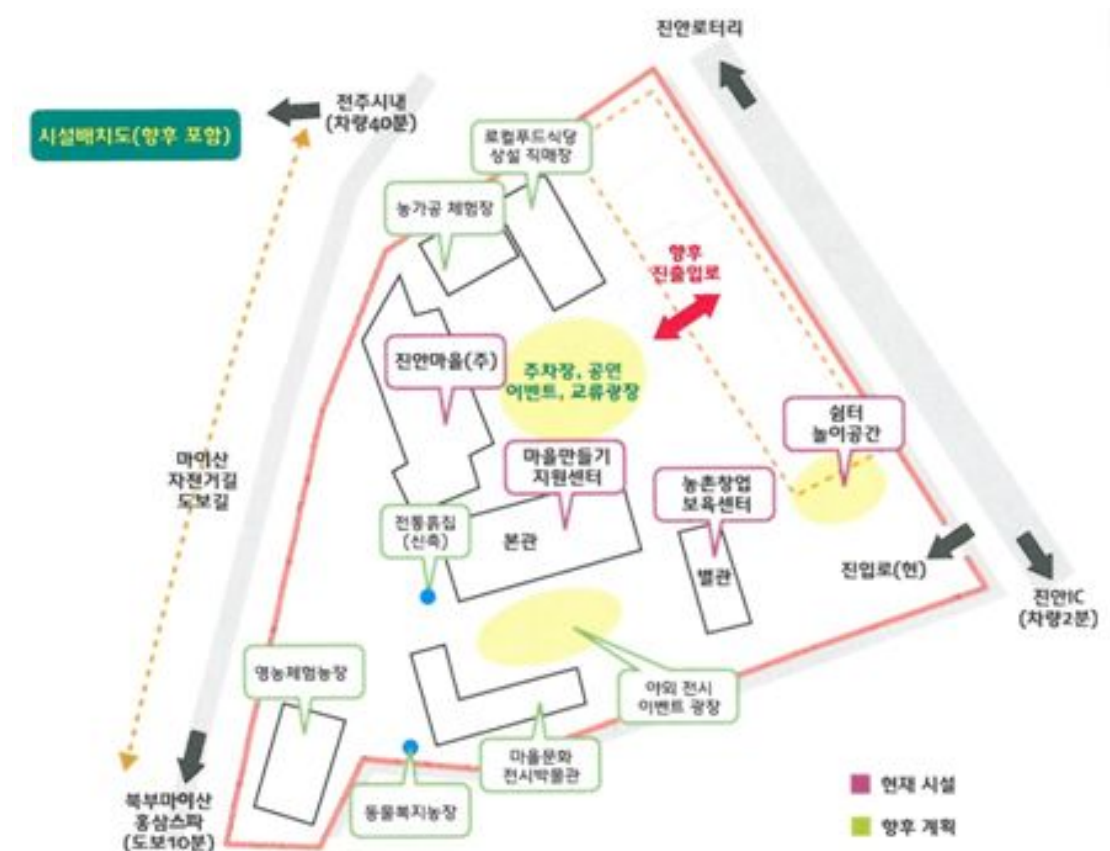 진안로터리
시설배치도(향후 포함)
전주시내
(차량40분)
로컬푸드식당
상설 직매장
농가공 체험장
향후
진출입로
진안마을(주)
주차장, 공연
이벤트, 교류광장
쉼터
놀이공간
마이산
자전거길
도보길
마을만들기
지원센터
농촌창업
보육센터
전통흙집
(신축)
본관
별관
진입로(현)
진안IC
(차량2분)
영농체험농장
야외 전시
이벤트 광장
마을문화
전시박물관
현재 시설
북부마이산
홍삼스파
(도보10분)
동물복지농장
향후 계획